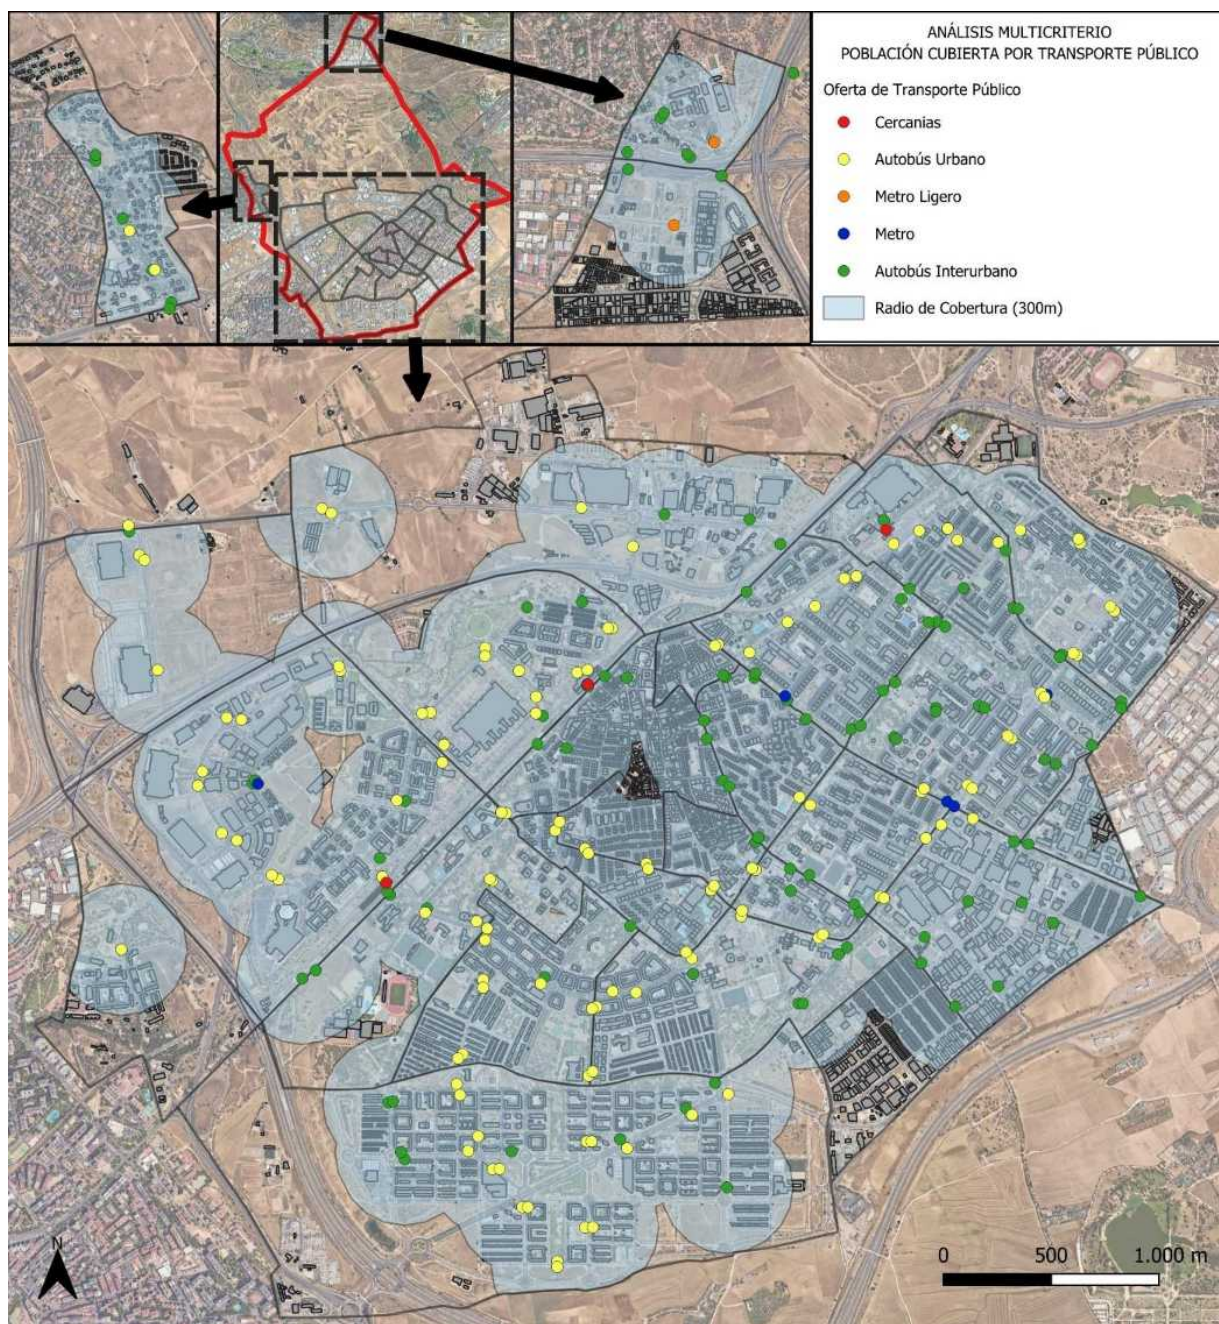 ANÁLISIS MULTICRITERIO
POBLACIÓN CUBIERTA POR TRANSPORTE PÚBLICO
Oferta de Transporte Público
Cercanias
Autobús Urbano
Metro Ligero
Metro
Autobús Interurbano
Radio de Cobertura (300m)
N
0 500 1.000 m